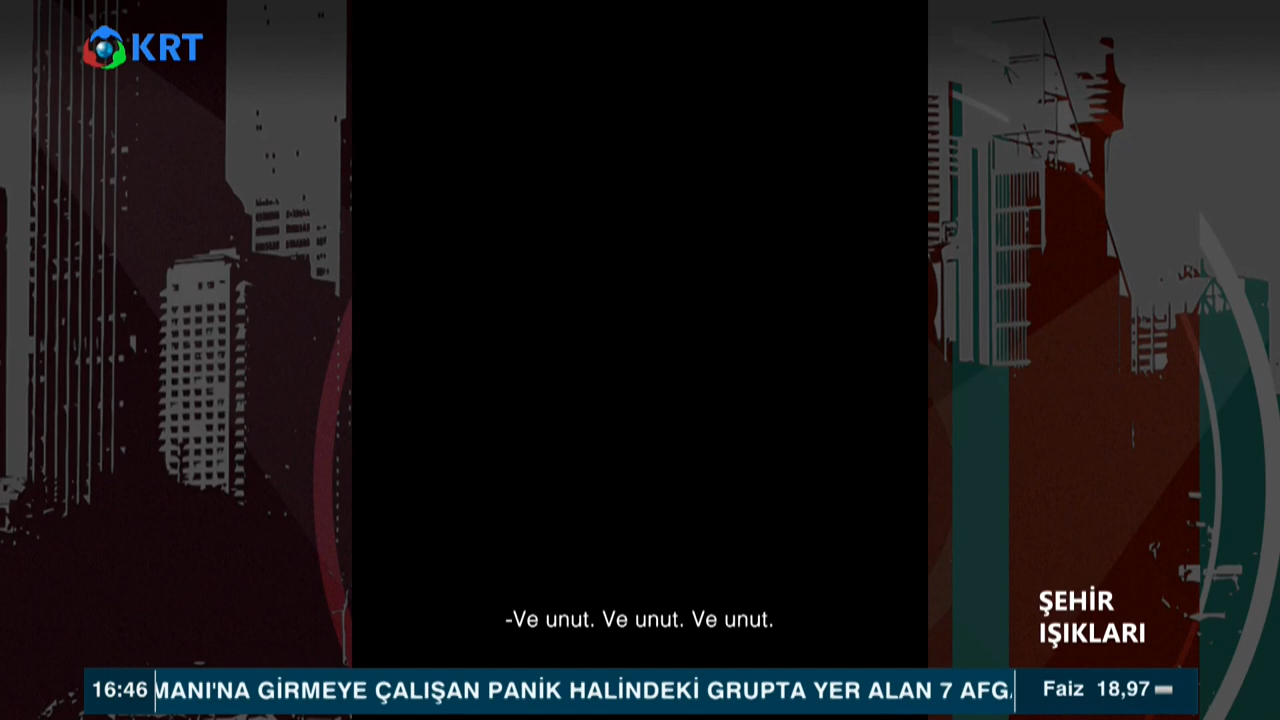 KRT
-Ve unut. Ve unut. Ve unut.
ŞEHİR
IŞIKLARI
16:46
MANI'NA GİRMEYE ÇALIŞAN PANİK HALİNDEKİ GRUPTA YER ALAN 7 AFG
Faiz 18,97